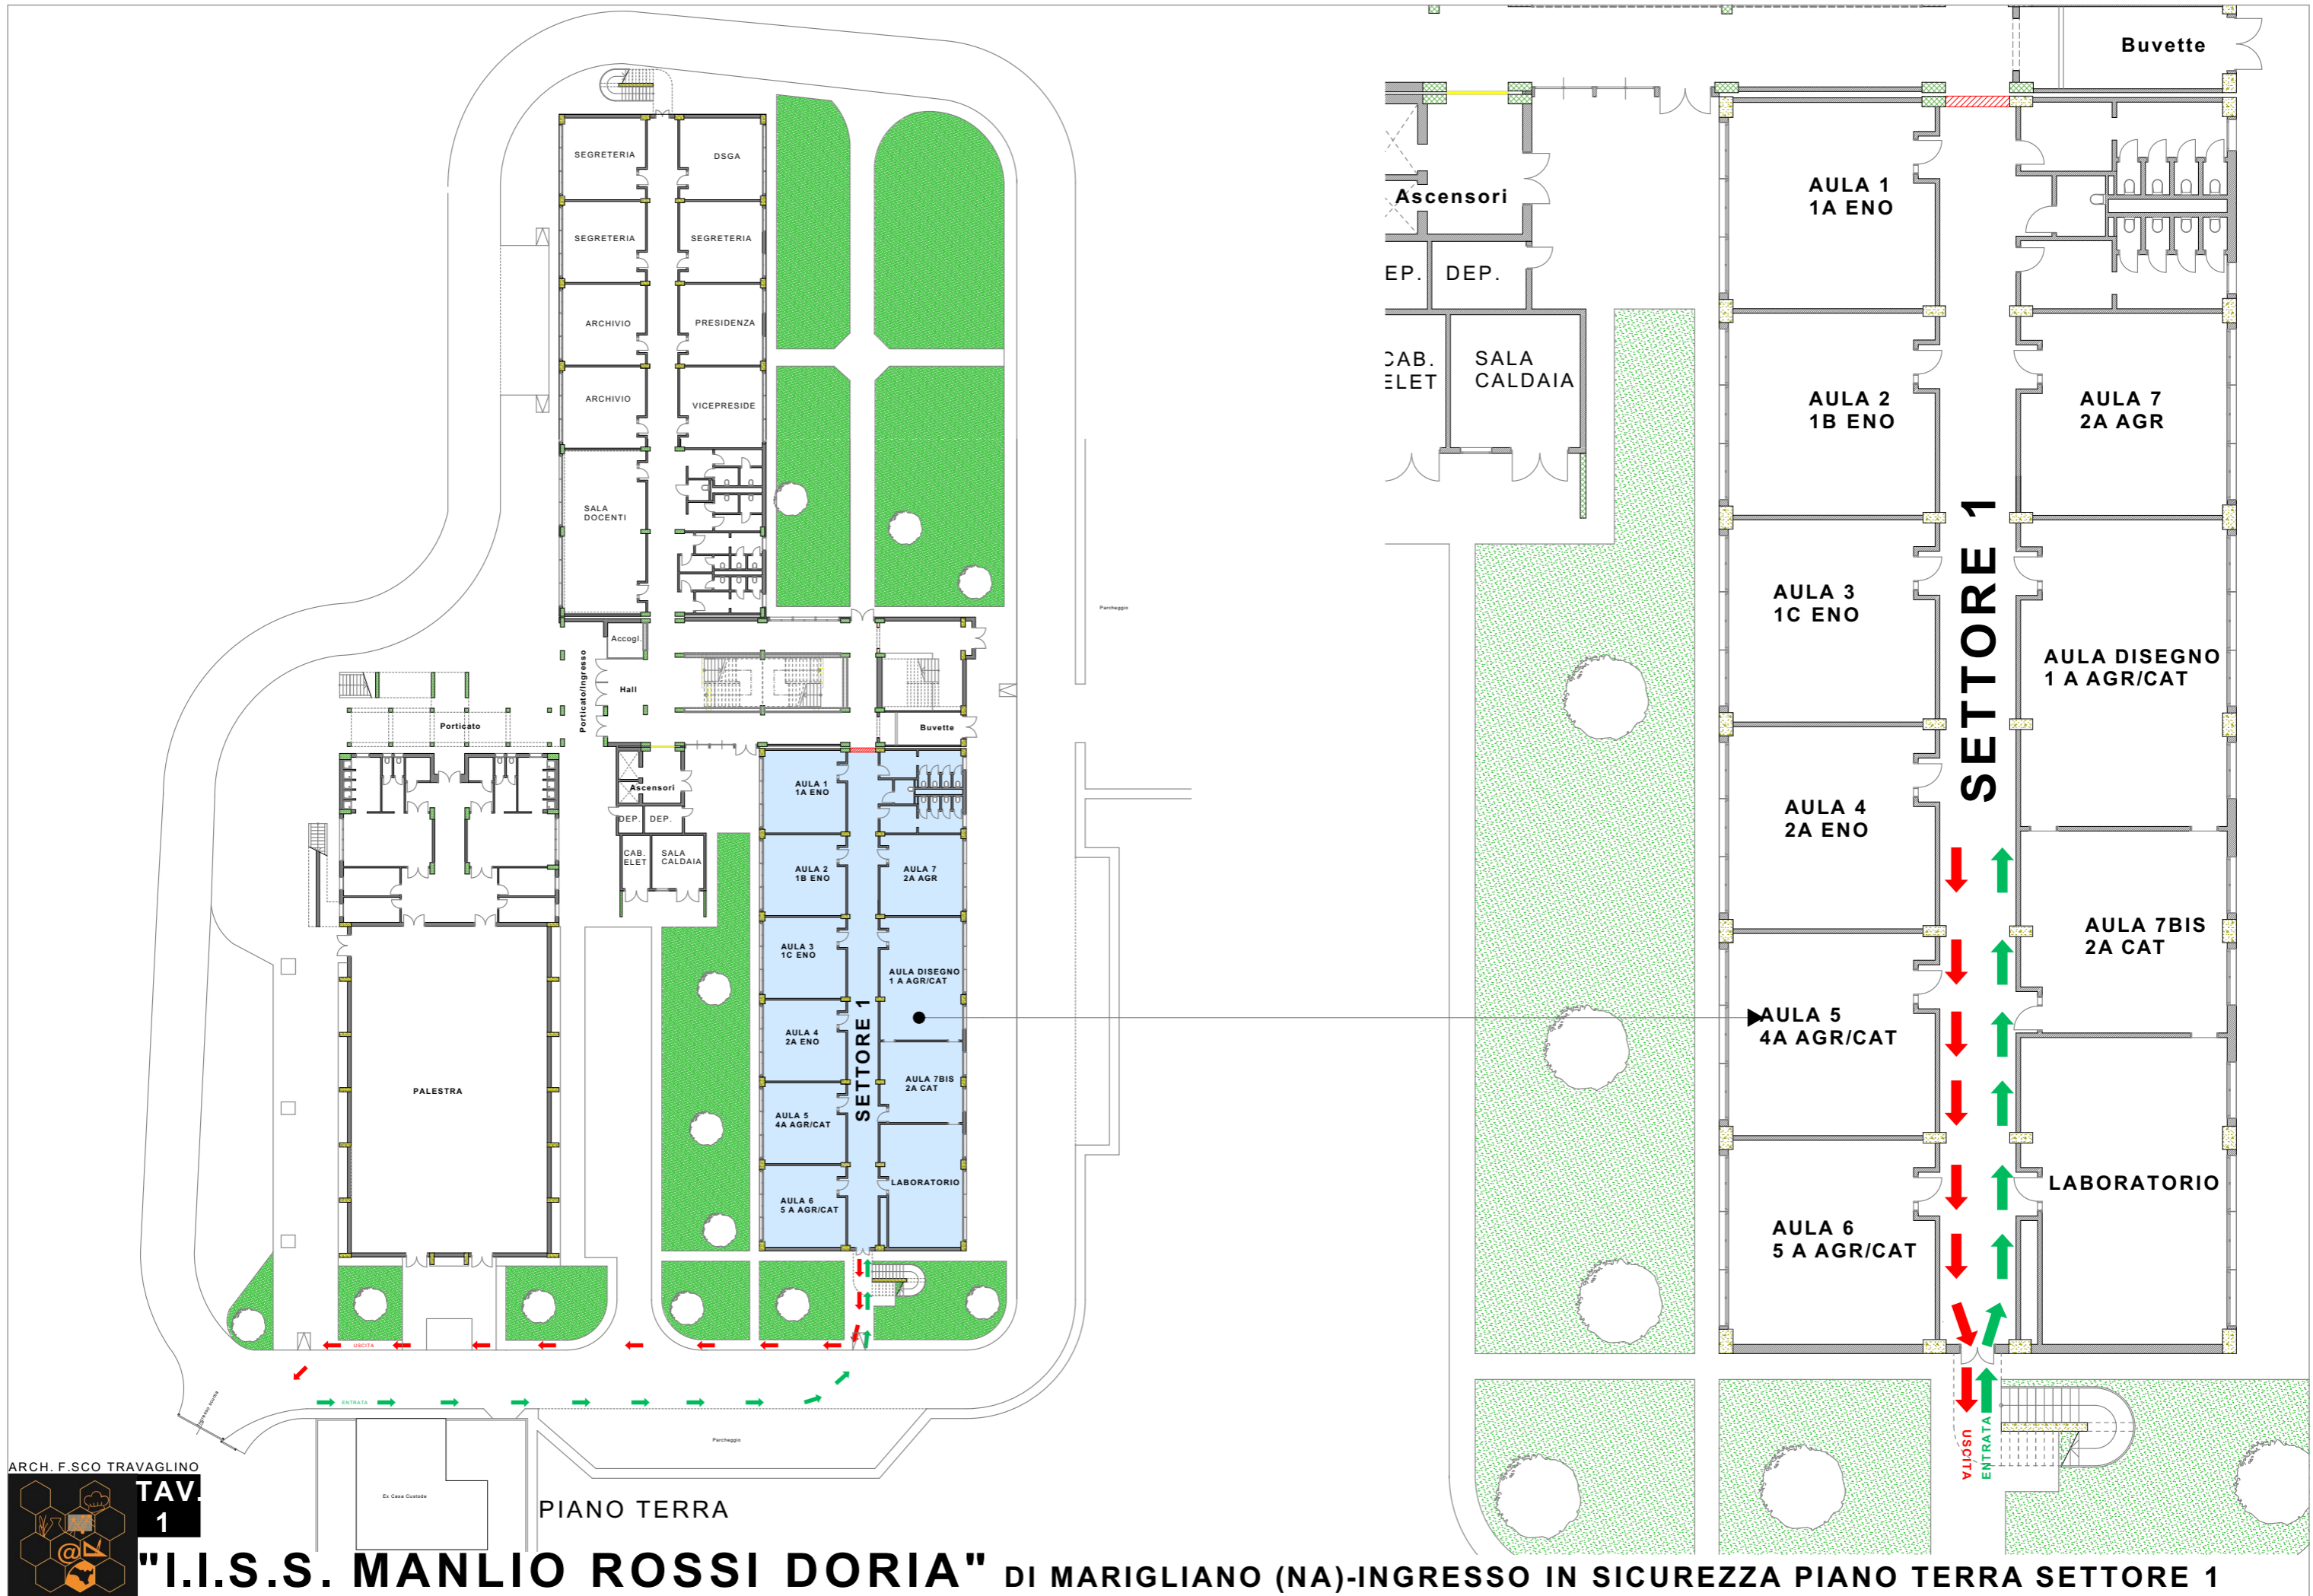 SEGRETERIA
DSGA
SEGRETERIA
SEGRETERIA
ARCHIVIO
PRESIDENZA
ARCHIVIO
VICEPRESIDE
SALA
DOCENTI
Accogl.
Porticato/Ingresso
Hall
Porticato
Buvette
Ascensori
DEP.
DEP.
CAB.
ELET
SALA
CALDAIA
PALESTRA
AULA 1
1A ENO
AULA 2
1B ENO
AULA 3
1C ENO
AULA 4
2A ENO
AULA 5
4A AGR/CAT
AULA 6
5 A AGR/CAT
SETTORE 1
AULA 7
2A AGR
AULA DISEGNO
1 A AGR/CAT
AULA 7BIS
2A CAT
LABORATORIO
Parcheggio
USCITA
ENTRATA
Parcheggio
Ex Casa Custode
Buvette
Ascensori
EP.
DEP.
CAB.
ELET
SALA
CALDAIA
AULA 1
1A ENO
AULA 2
1B ENO
AULA 3
1C ENO
AULA 4
2A ENO
AULA 5
4A AGR/CAT
AULA 6
5 A AGR/CAT
SETTORE 1
AULA 7
2A AGR
AULA DISEGNO
1 A AGR/CAT
AULA 7BIS
2A CAT
LABORATORIO
USCITA
ENTRATA
ARCH. F.SCO TRAVAGLINO
TAV.
1
@
PIANO TERRA
"I.I.S.S. MANLIO ROSSI DORIA" DI MARIGLIANO (NA)-INGRESSO IN SICUREZZA PIANO TERRA SETTORE 1